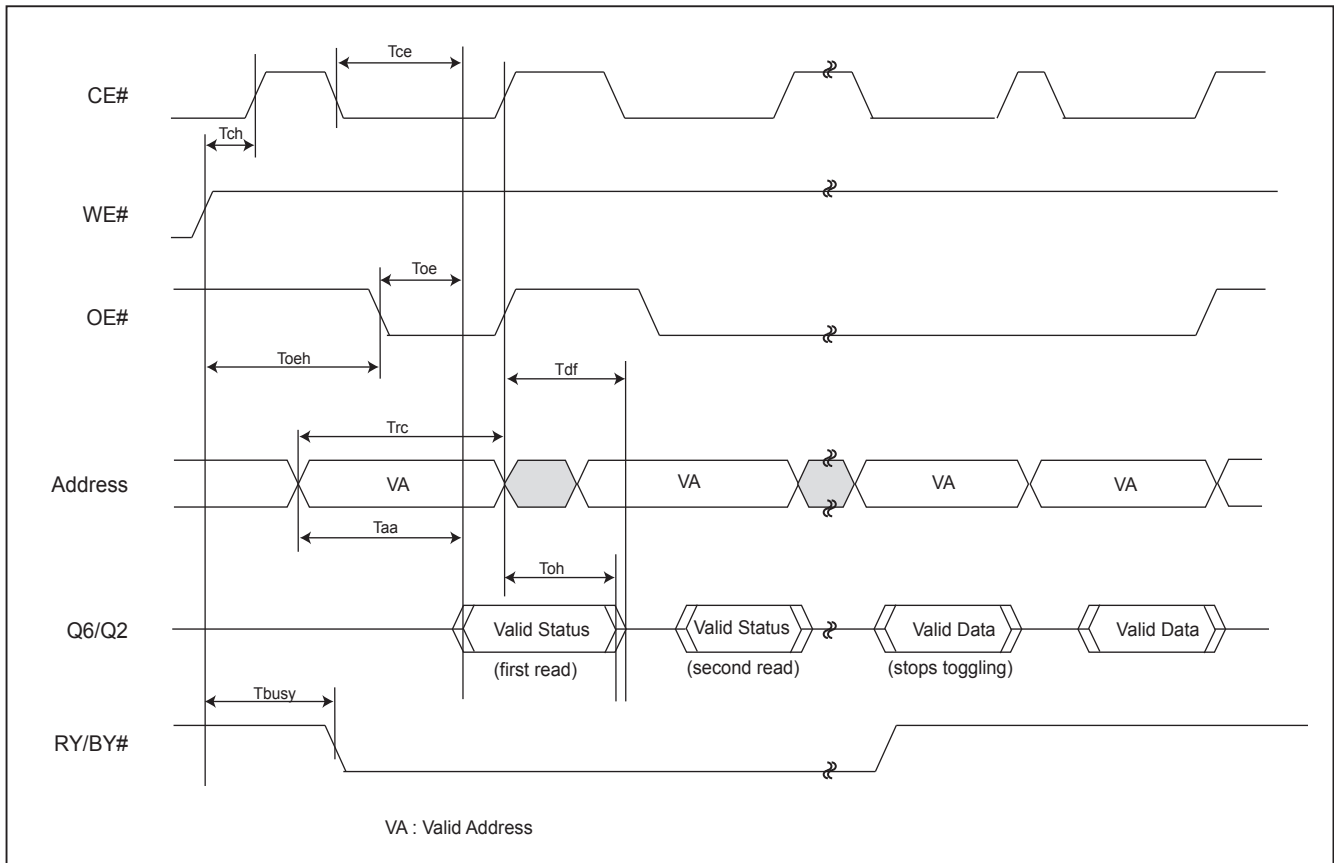 Tce
CE#
Tch
WE#
Toe
OE#
Toeh
Tdf
Trc
Address
VA
VA
VA
VA
Taa
Toh
Q6/Q2
Valid Status
Valid Status
Valid Data
Valid Data
(first read)
(second read)
(stops toggling)
Tbusy
RY/BY#
VA : Valid Address